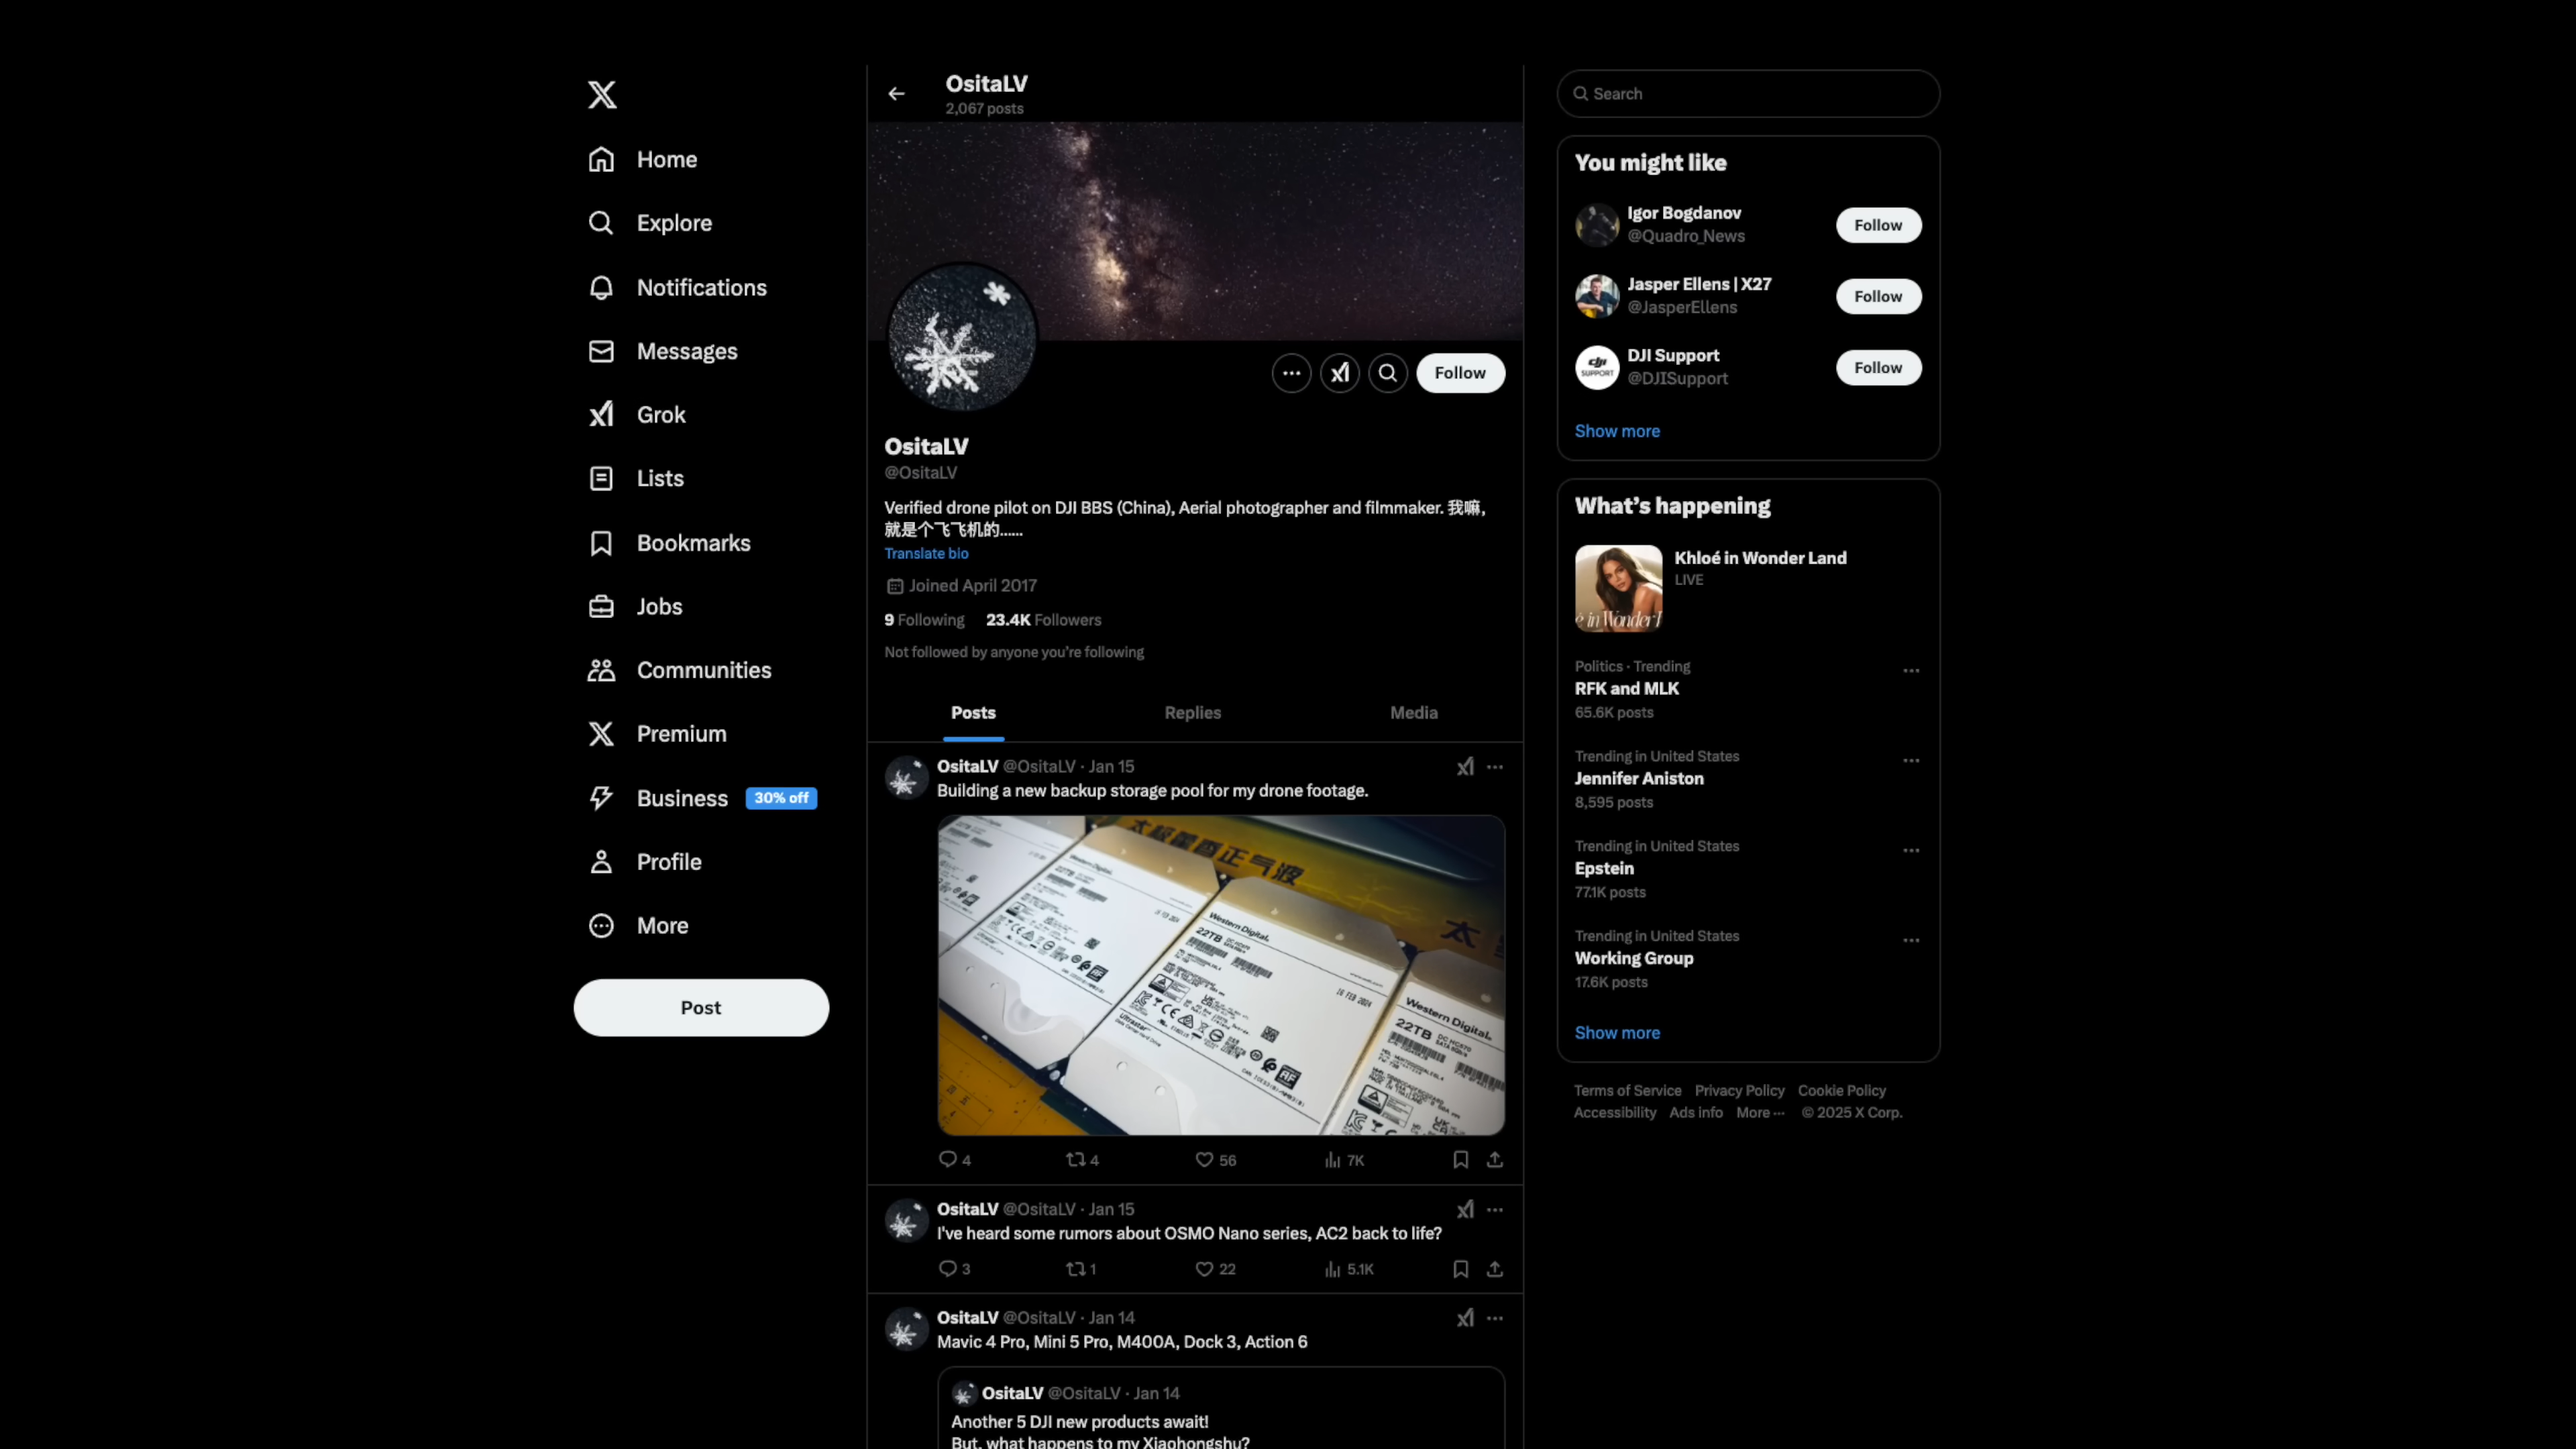 Home
Explore
Notifications
Messages
Grok
Lists
Bookmarks
Jobs
Communities
Premium
Business 30% off
Profile
More
Post
OsitaLV
2,067 posts
Follow
OsitaLV
@OsitaLV
Verified drone pilot on DJI BBS (China), Aerial photographer and filmmaker. 我嘛，
就是个飞飞机的……
Translate bio
Joined April 2017
9 Following 23.4K Followers
Not followed by anyone you're following
Posts Replies Media
OsitaLV @OsitaLV · Jan 15
Building a new backup storage pool for my drone footage.
Western Digital.
22TB
16 FEB 2024
Ultrastar
Western Digital.
22TB
4 4 56 7K
OsitaLV @OsitaLV · Jan 15
I've heard some rumors about OSMO Nano series, AC2 back to life?
3 1 22 5.1K
OsitaLV @OsitaLV · Jan 14
Mavic 4 Pro, Mini 5 Pro, M400A, Dock 3, Action 6
OsitaLV @OsitaLV · Jan 14
Another 5 DJI new products await!
But, what happens to my Xiaohongshu?
Search
You might like
Igor Bogdanov
@Quadro_News
Follow
Jasper Ellens | X27
@JasperEllens
Follow
dji
SUPPORT
DJI Support
@DJISupport
Follow
Show more
What's happening
Khloé in Wonder Land
LIVE
Politics · Trending
RFK and MLK
65.6K posts
Trending in United States
Jennifer Aniston
8,595 posts
Trending in United States
Epstein
77.1K posts
Trending in United States
Working Group
17.6K posts
Show more
Terms of Service Privacy Policy Cookie Policy
Accessibility Ads info More ··· © 2025 X Corp.